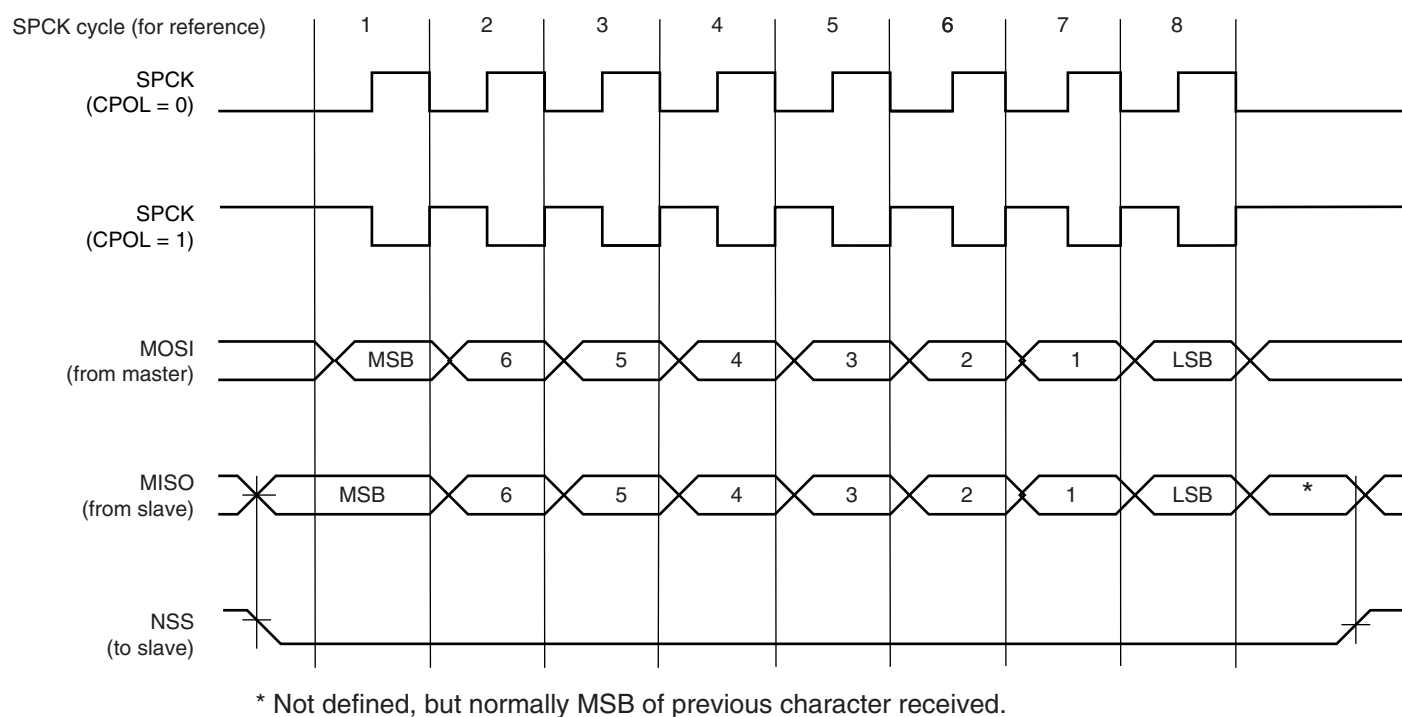 SPCK cycle (for reference) 1 2 3 4 5 6 7 8
SPCK
(CPOL = 0)
SPCK
(CPOL = 1)
MOSI
(from master)
MSB 6 5 4 3 2 1 LSB
MISO
(from slave)
MSB 6 5 4 3 2 1 LSB *
NSS
(to slave)
* Not defined, but normally MSB of previous character received.